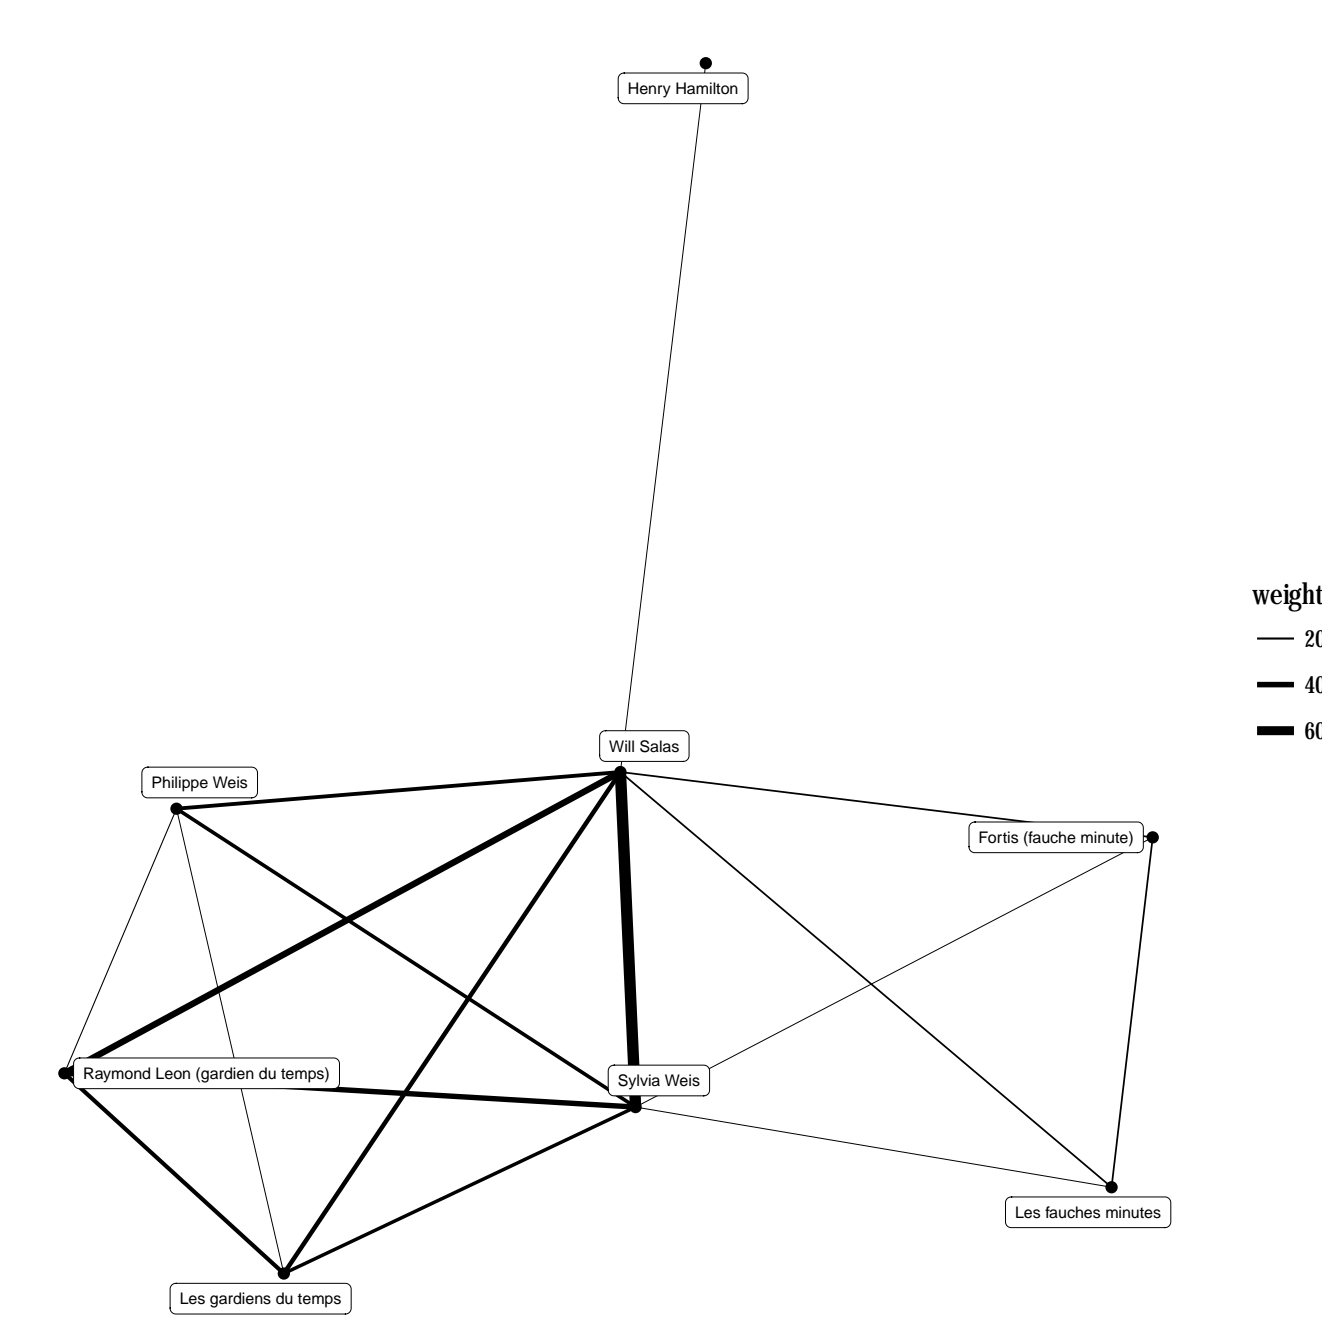 Henry Hamilton
weight
20
40
60
Will Salas
Philippe Weis
Fortis (fauche minute)
Raymond Leon (gardien du temps)
Sylvia Weis
Les fauches minutes
Les gardiens du temps